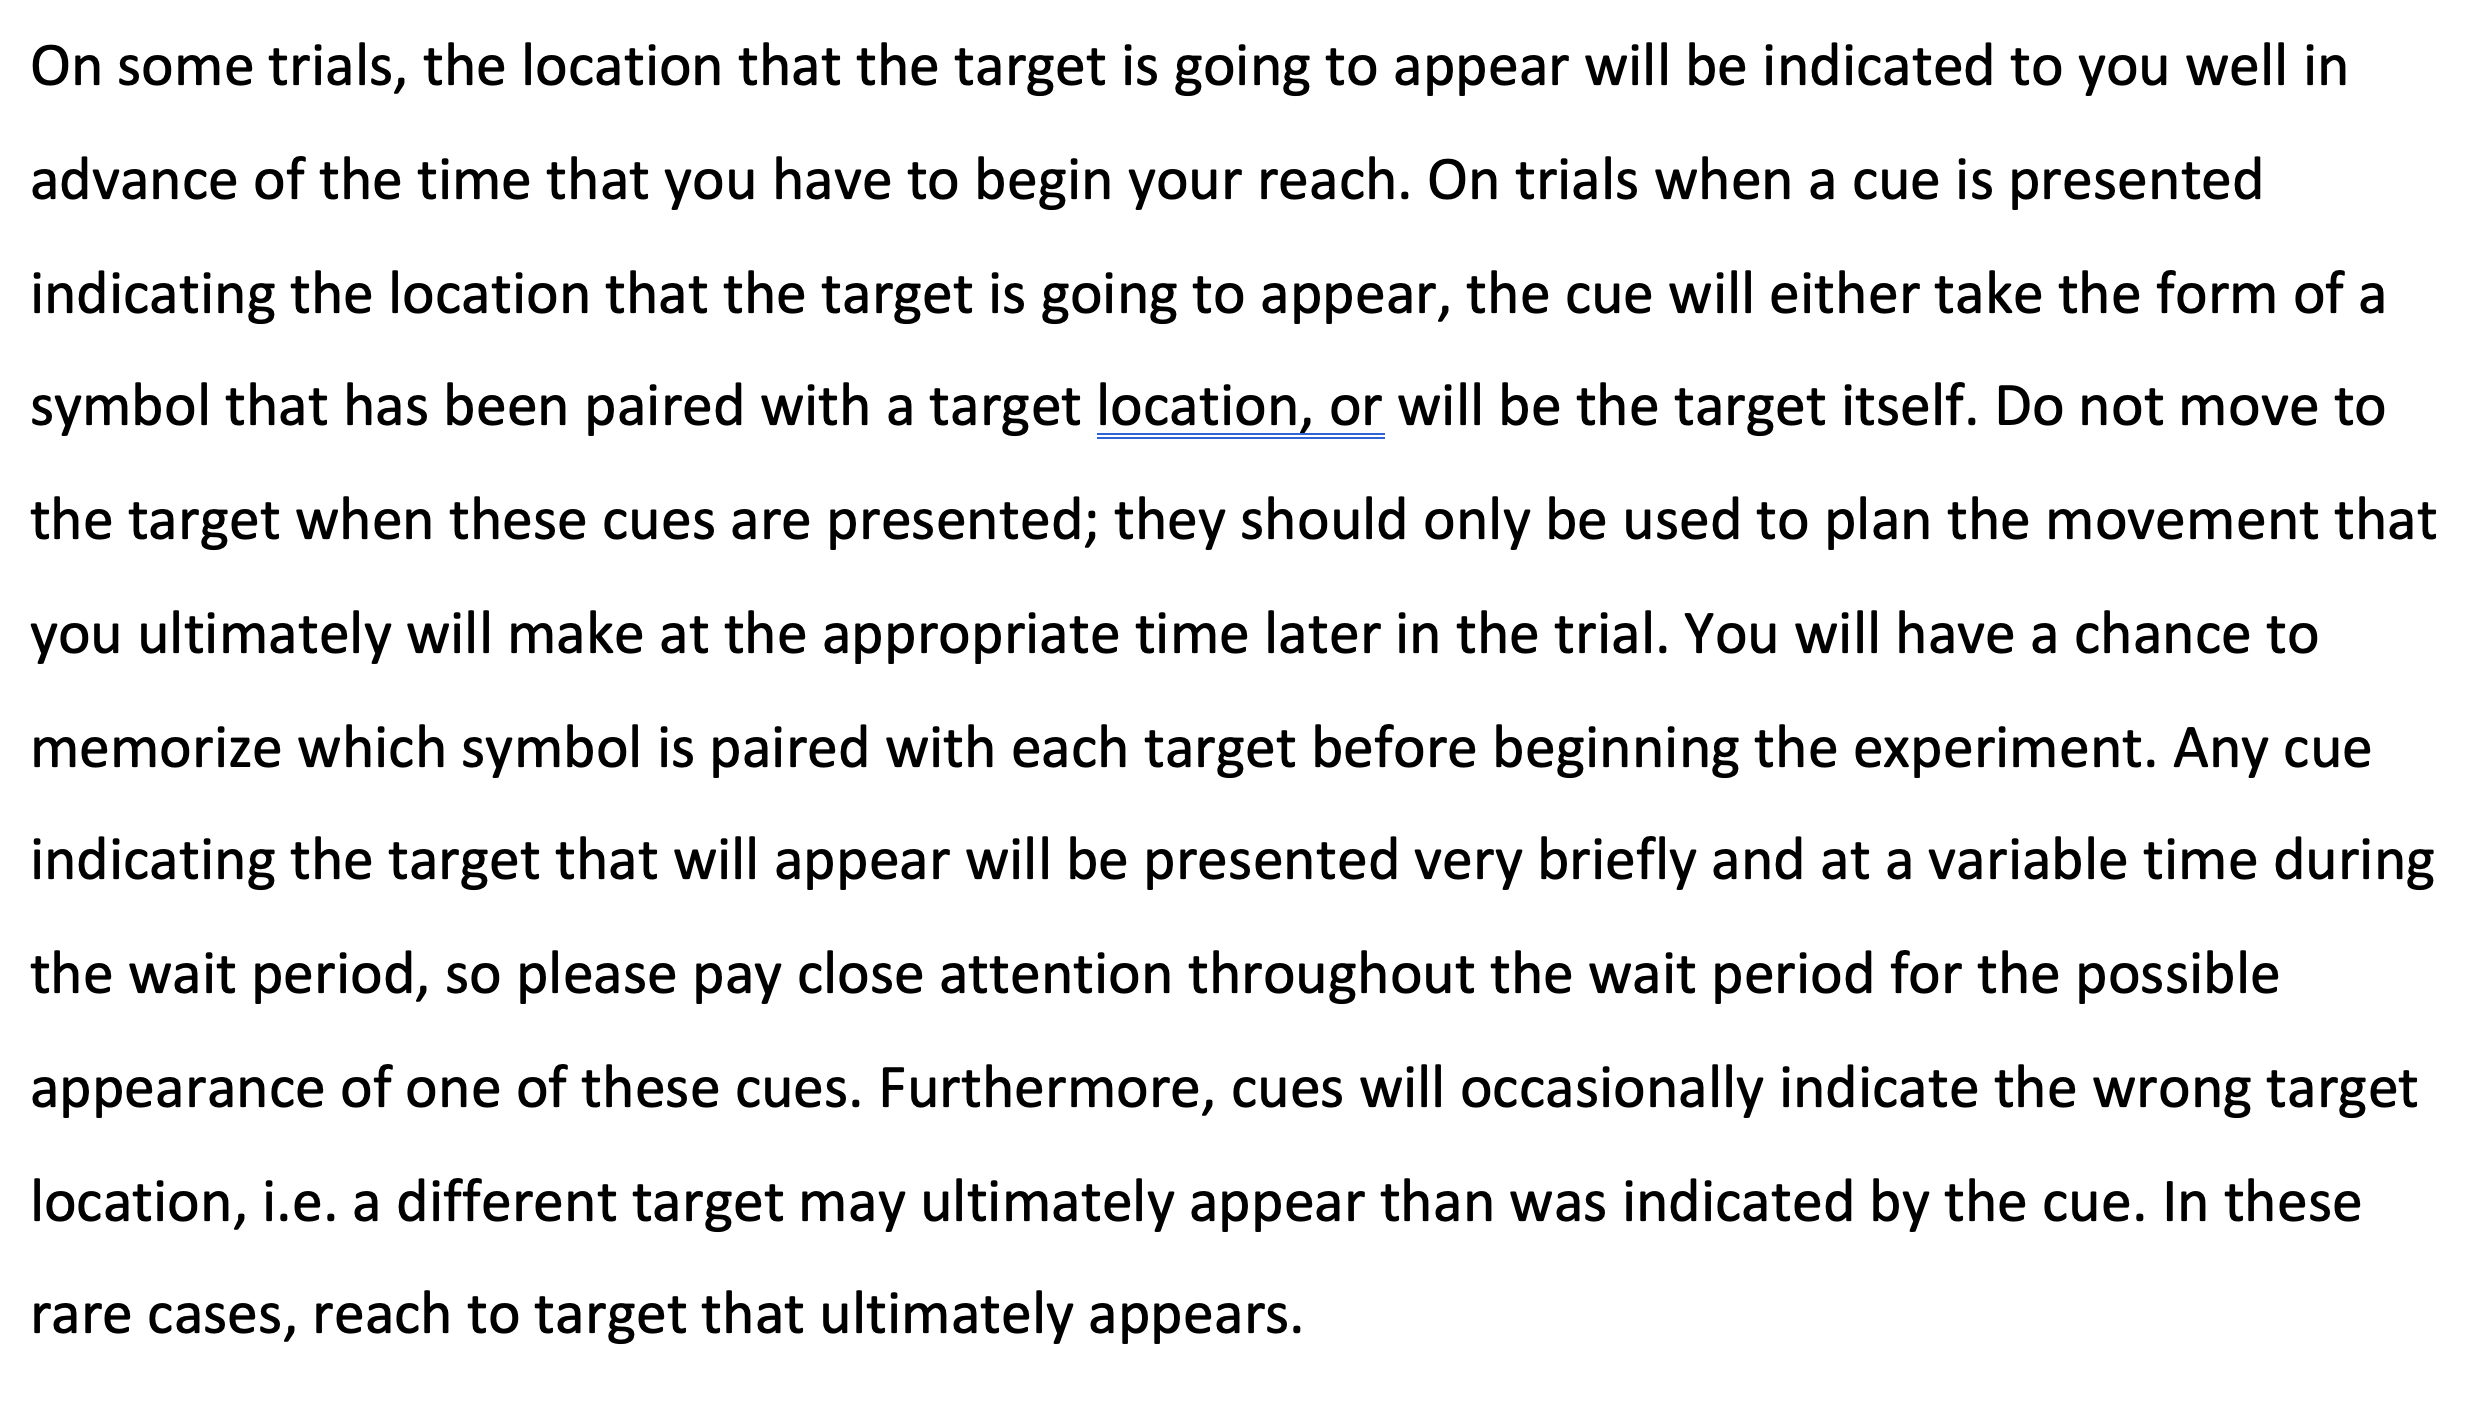 On some trials, the location that the target is going to appear will be indicated to you well in
advance of the time that you have to begin your reach. On trials when a cue is presented
indicating the location that the target is going to appear, the cue will either take the form of a
symbol that has been paired with a target location, or will be the target itself. Do not move to
the target when these cues are presented; they should only be used to plan the movement that
you ultimately will make at the appropriate time later in the trial. You will have a chance to
memorize which symbol is paired with each target before beginning the experiment. Any cue
indicating the target that will appear will be presented very briefly and at a variable time during
the wait period, so please pay close attention throughout the wait period for the possible
appearance of one of these cues. Furthermore, cues will occasionally indicate the wrong target
location, i.e. a different target may ultimately appear than was indicated by the cue. In these
rare cases, reach to target that ultimately appears.